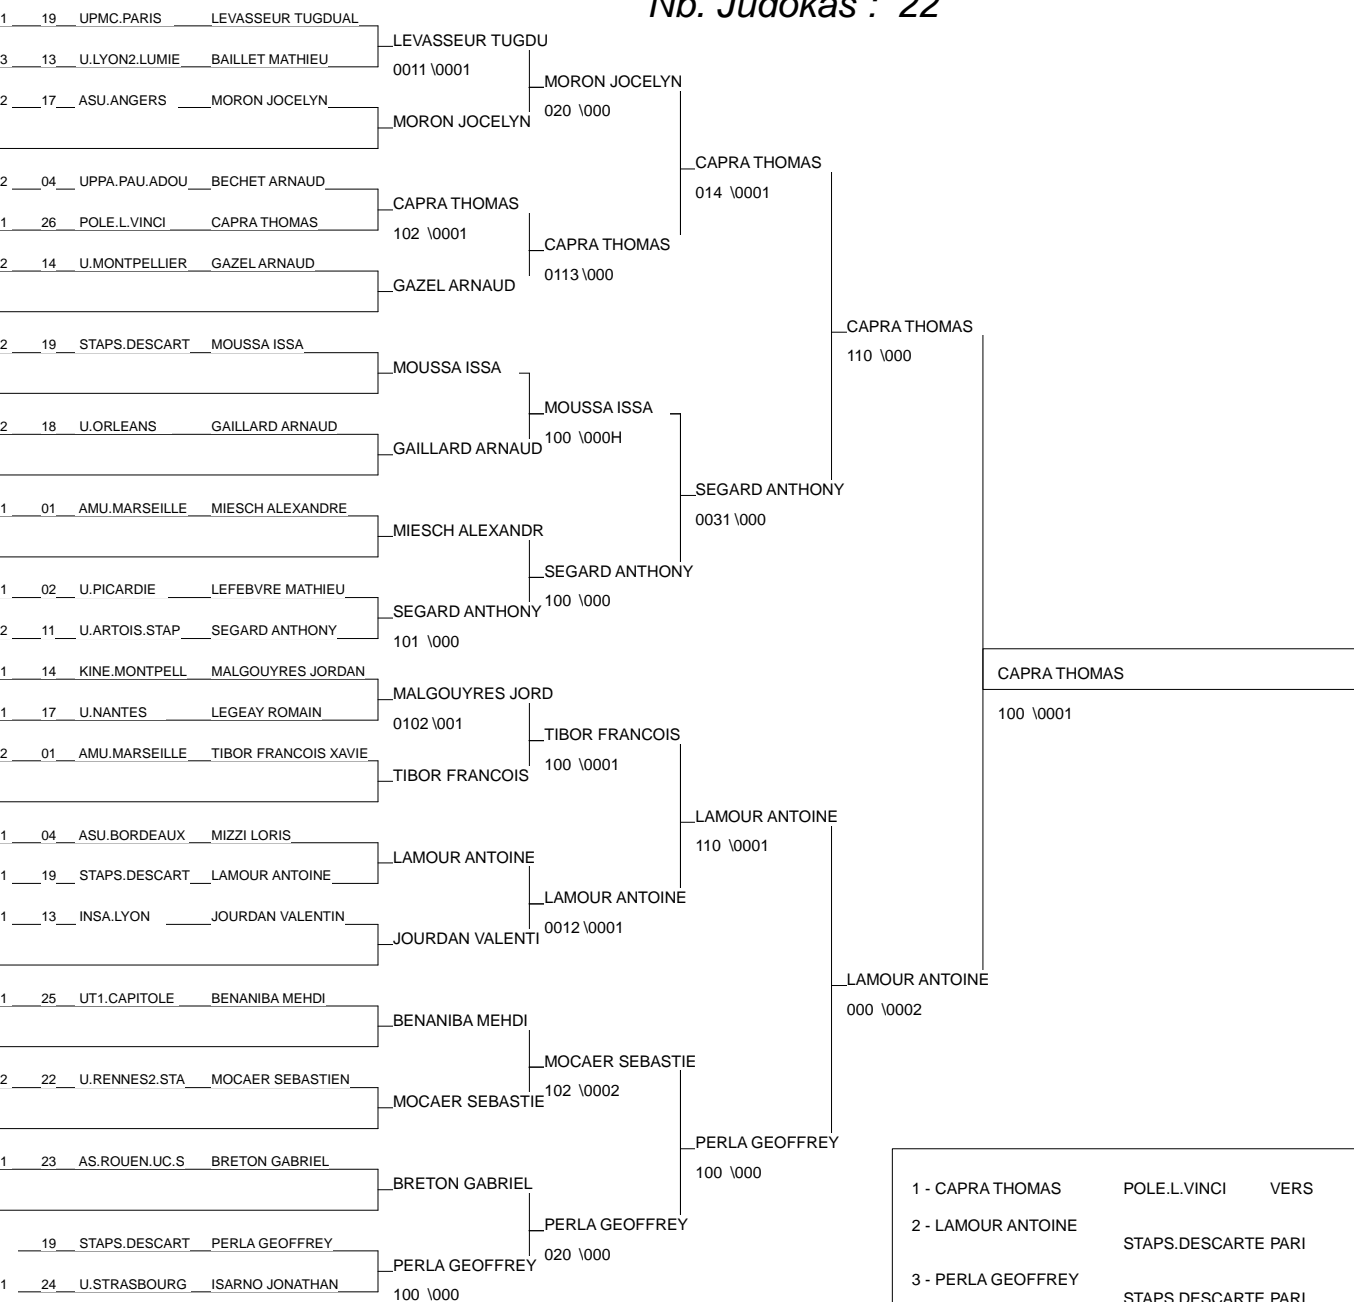 Nb. Judokas : 22
1 19 UPMC.PARIS LEVASSEUR TUGDUAL
LEVASSEUR TUGDU
3 13 U.LYON2.LUMIE BAILLET MATHIEU
0011 \0001
MORON JOCELYN
2 17 ASU.ANGERS MORON JOCELYN
020 \000
MORON JOCELYN
CAPRA THOMAS
2 04 UPPA.PAU.ADOU BECHET ARNAUD
014 \0001
CAPRA THOMAS
1 26 POLE.L.VINCI CAPRA THOMAS
102 \0001
CAPRA THOMAS
2 14 U.MONTPELLIER GAZEL ARNAUD
0113 \000
GAZEL ARNAUD
CAPRA THOMAS
2 19 STAPS.DESCART MOUSSA ISSA
110 \000
MOUSSA ISSA
MOUSSA ISSA
2 18 U.ORLEANS GAILLARD ARNAUD
100 \000H
GAILLARD ARNAUD
SEGARD ANTHONY
1 01 AMU.MARSEILLE MIESCH ALEXANDRE
0031 \000
MIESCH ALEXANDR
SEGARD ANTHONY
1 02 U.PICARDIE LEFEBVRE MATHIEU
100 \000
SEGARD ANTHONY
2 11 U.ARTOIS.STAP SEGARD ANTHONY
101 \000
1 14 KINE.MONTPELL MALGOUYRES JORDAN
CAPRA THOMAS
MALGOUYRES JORD
1 17 U.NANTES LEGEAY ROMAIN
100 \0001
0102 \001
TIBOR FRANCOIS
2 01 AMU.MARSEILLE TIBOR FRANCOIS XAVIE
100 \0001
TIBOR FRANCOIS
LAMOUR ANTOINE
1 04 ASU.BORDEAUX MIZZI LORIS
110 \0001
LAMOUR ANTOINE
1 19 STAPS.DESCART LAMOUR ANTOINE
LAMOUR ANTOINE
1 13 INSA.LYON JOURDAN VALENTIN
0012 \0001
JOURDAN VALENTI
LAMOUR ANTOINE
1 25 UT1.CAPITOLE BENANIBA MEHDI
000 \0002
BENANIBA MEHDI
MOCAER SEBASTIE
2 22 U.RENNES2.STA MOCAER SEBASTIEN
102 \0002
MOCAER SEBASTIE
PERLA GEOFFREY
1 23 AS.ROUEN.UC.S BRETON GABRIEL
100 \000
BRETON GABRIEL
1 - CAPRA THOMAS POLE.L.VINCI VERS
PERLA GEOFFREY
2 - LAMOUR ANTOINE
19 STAPS.DESCART PERLA GEOFFREY
STAPS.DESCARTE PARI
020 \000
PERLA GEOFFREY
3 - PERLA GEOFFREY
1 24 U.STRASBOURG ISARNO JONATHAN
100 \000
STAPS.DESCARTE PARI